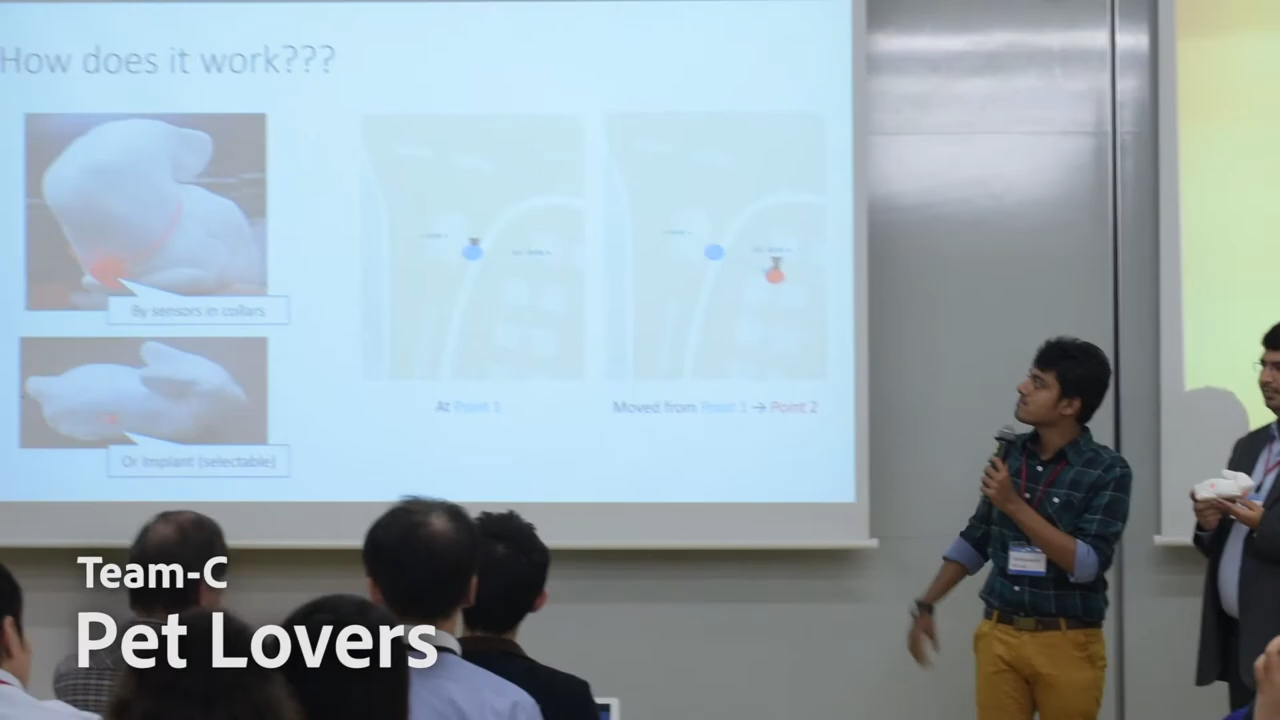 How does it work???
By sensors in collars
Or Implant (selectable)
At Point 1
Moved from Point 1 → Point 2
Team-C
Pet Lovers